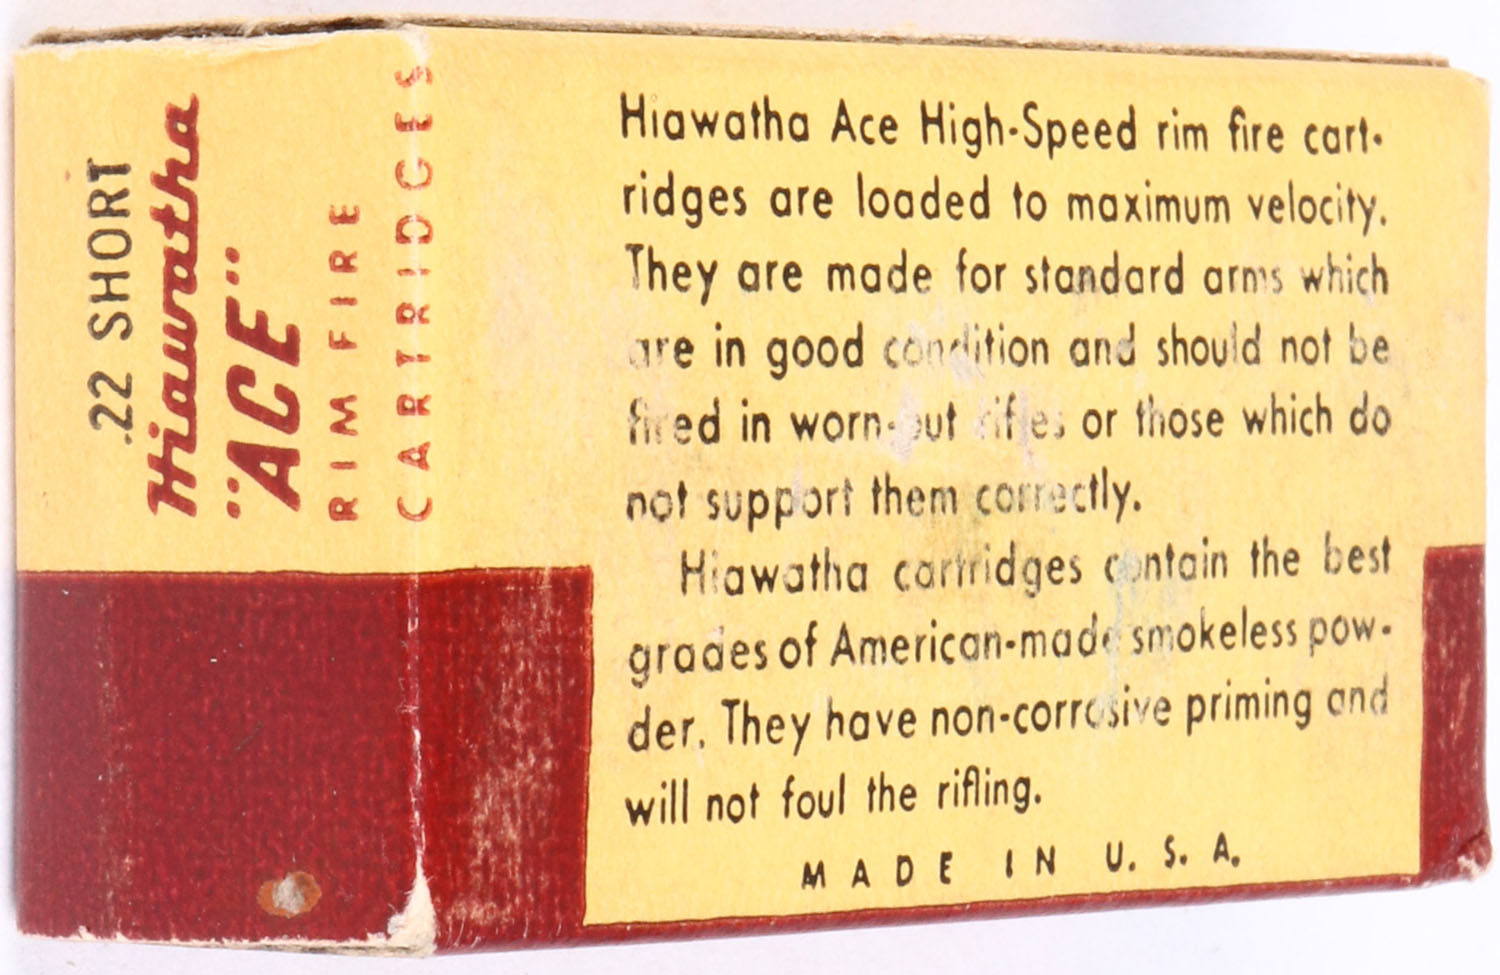 .22 SHORT
Hiawatha
"ACE"
RIM FIRE
CARTRIDGES
Hiawatha Ace High-Speed rim fire cart-
ridges are loaded to maximum velocity.
They are made for standard arms which
are in good condition and should not be
fired in worn-out rifles or those which do
not support them correctly.
Hiawatha cartridges contain the best
grades of American-made smokeless pow-
der. They have non-corrosive priming and
will not foul the rifling.
MADE IN U. S. A.